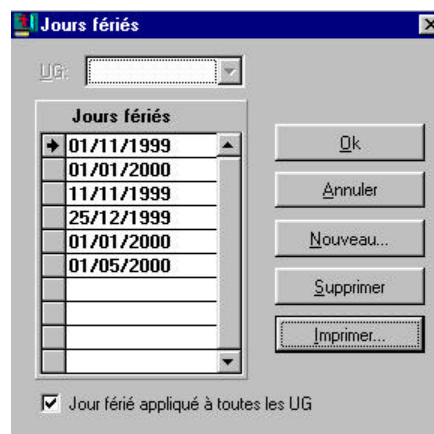 Jours fériés
UG:
Jours fériés
01/11/1999
01/01/2000
11/11/1999
25/12/1999
01/01/2000
01/05/2000
Ok
Annuler
Nouveau...
Supprimer
Imprimer...
Jour férié appliqué à toutes les UG